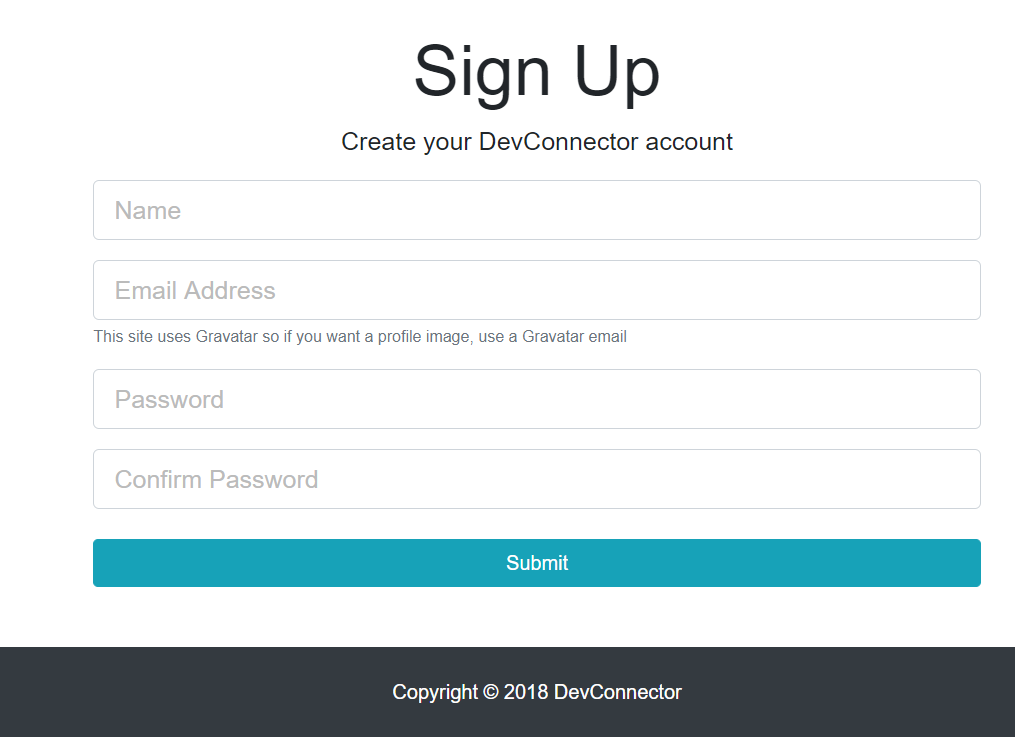 Sign Up
Create your DevConnector account
Name
Email Address
This site uses Gravatar so if you want a profile image, use a Gravatar email
Password
Confirm Password
Submit
Copyright © 2018 DevConnector